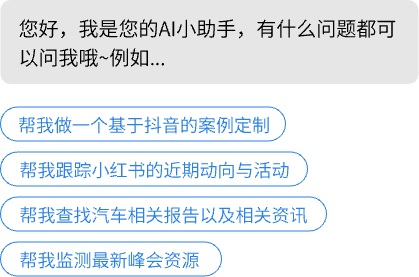 您好，我是您的AI小助手，有什么问题都可
以问我哦~例如...
帮我做一个基于抖音的案例定制
帮我跟踪小红书的近期动向与活动
帮我查找汽车相关报告以及相关资讯
帮我监测最新峰会资源